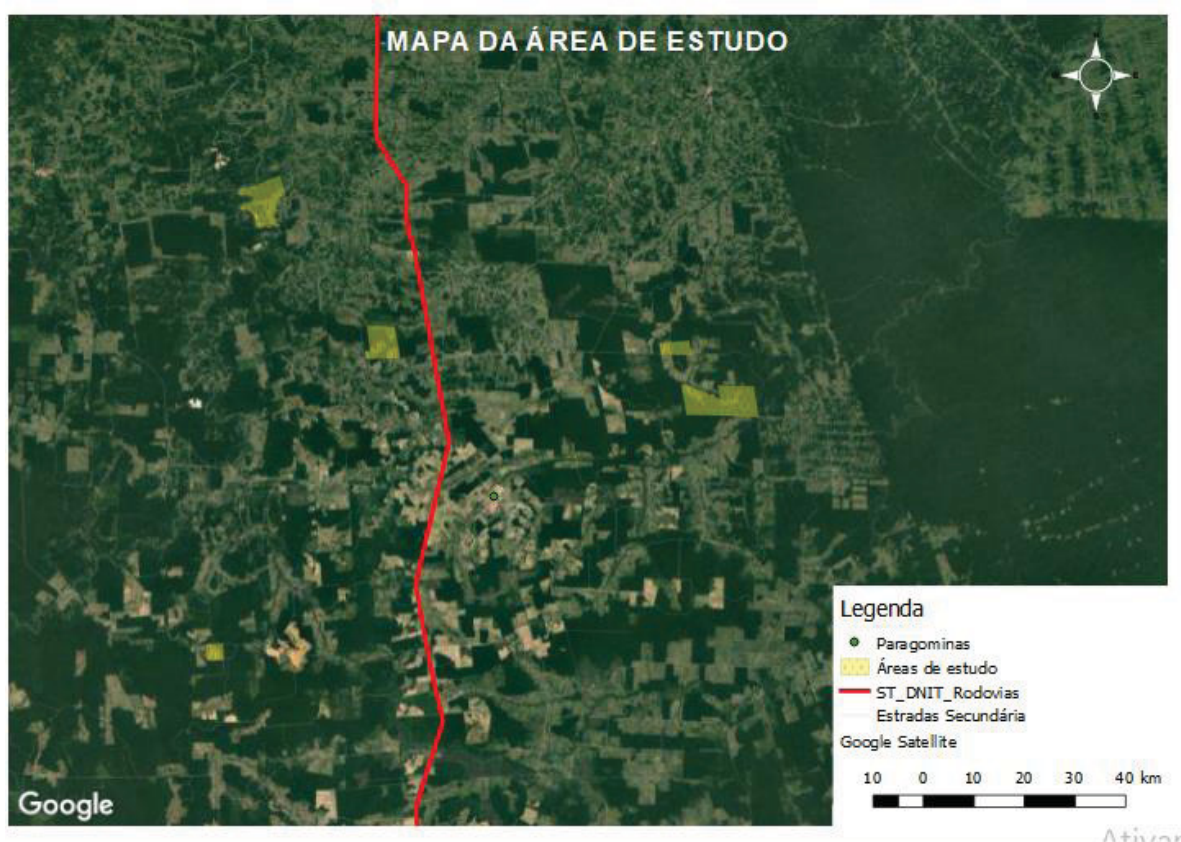 MAPA DA ÁREA DE ESTUDO
Legenda
Paragominas
Áreas de estudo
ST_DNIT_Rodovias
Estradas Secundária
Google Satellite
10 0 10 20 30 40 km
Google
Ativar